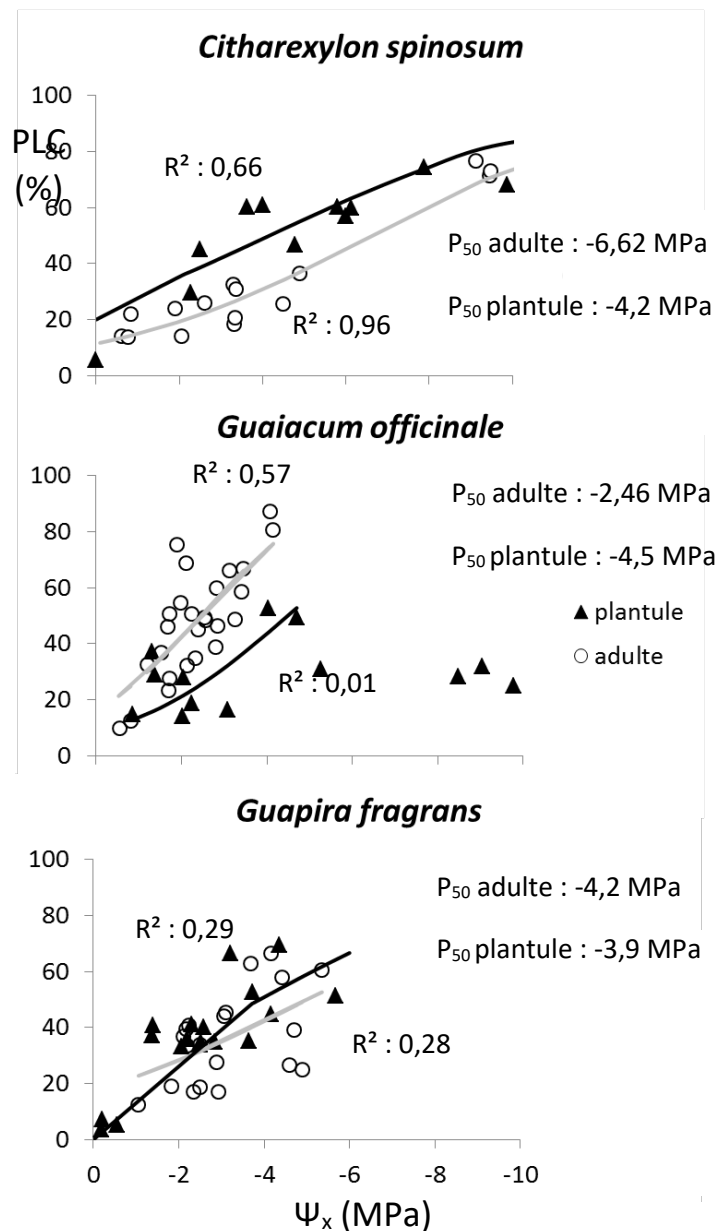 Citharexylon spinosum
100
80
60
40
20
0
PLC
(%)
R² : 0,66
R² : 0,96
P₅₀ adulte : -6,62 MPa
P₅₀ plantule : -4,2 MPa
Guaiacum officinale
100
80
60
40
20
0
R² : 0,57
R² : 0,01
P₅₀ adulte : -2,46 MPa
P₅₀ plantule : -4,5 MPa
plantule
adulte
Guapira fragrans
100
80
60
40
20
0
R² : 0,29
R² : 0,28
P₅₀ adulte : -4,2 MPa
P₅₀ plantule : -3,9 MPa
0 -2 -4 -6 -8 -10
Ψₓ (MPa)